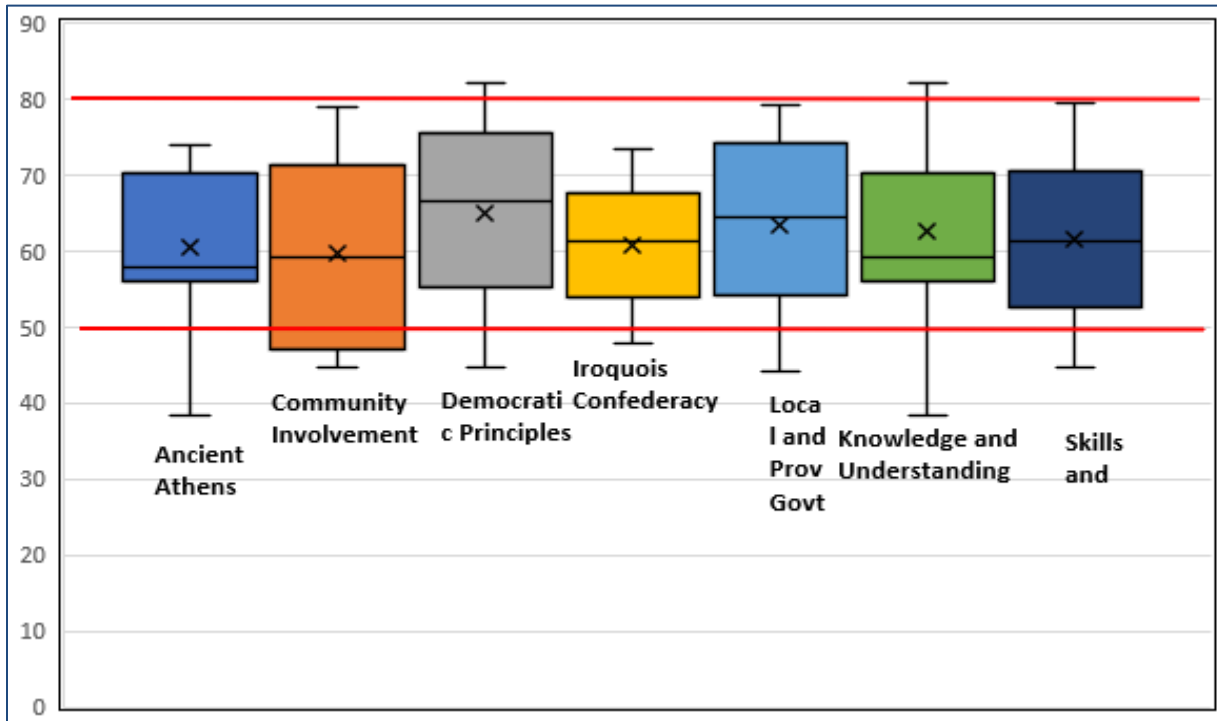 90
80
70
60
50
40
30
20
10
0
Ancient
Athens
Community
Involvement
Democrati
c Principles
Iroquois
Confederacy
Loca
l and
Prov
Govt
Knowledge and
Understanding
Skills
and